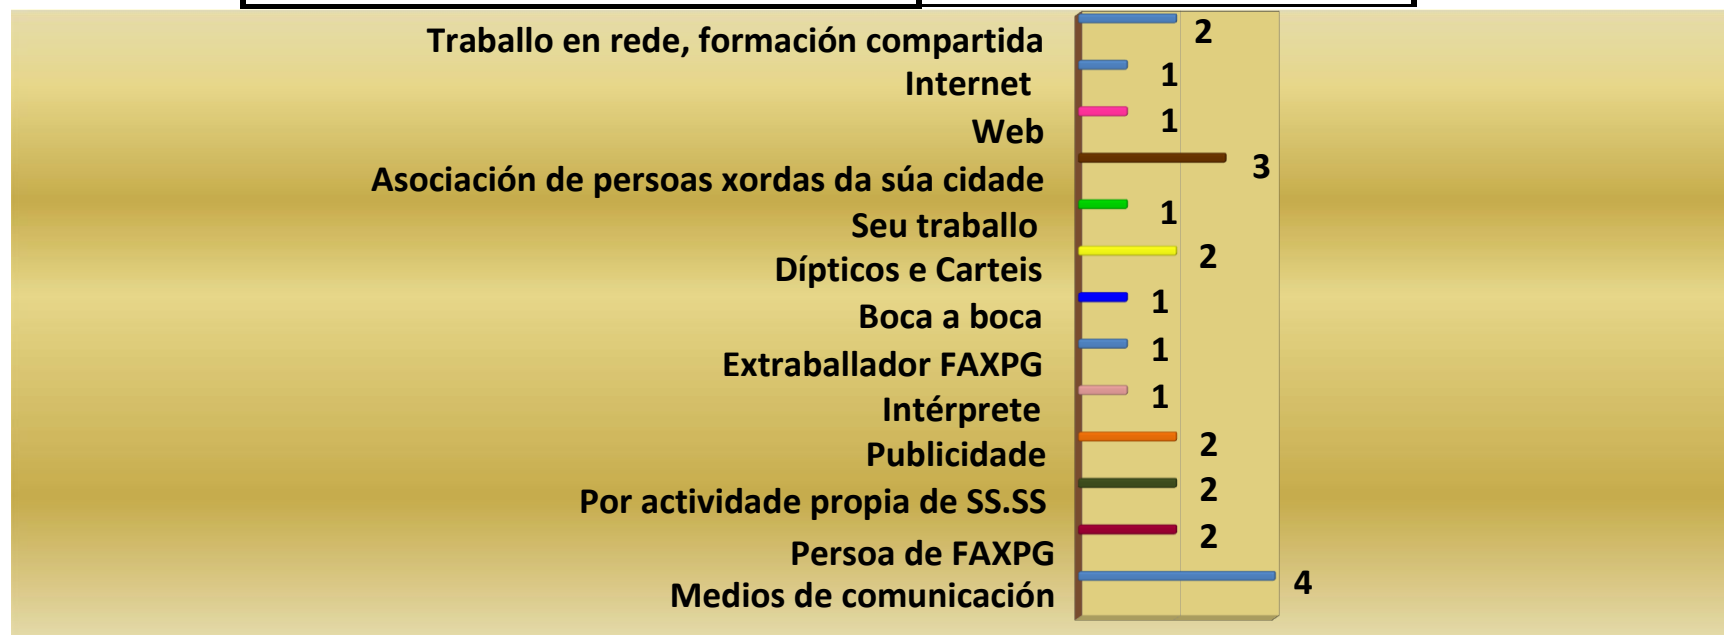 Traballo en rede, formación compartida 2
Internet 1
Web 1
Asociación de persoas xordas da súa cidade 3
Seu traballo 1
Dípticos e Carteis 2
Boca a boca 1
Extraballador FAXPG 1
Intérprete 1
Publicidade 2
Por actividade propia de SS.SS 2
Persoa de FAXPG 2
Medios de comunicación 4